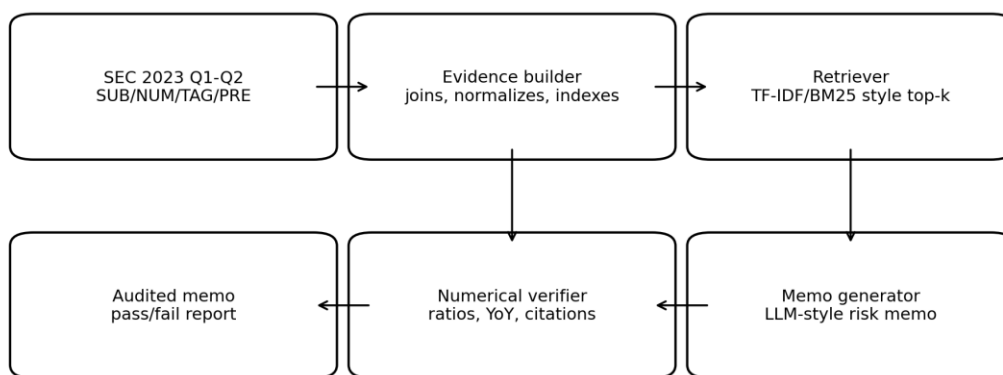 SEC 2023 Q1-Q2
SUB/NUM/TAG/PRE
Evidence builder
joins, normalizes, indexes
Retriever
TF-IDF/BM25 style top-k
Audited memo
pass/fail report
Numerical verifier
ratios, YoY, citations
Memo generator
LLM-style risk memo